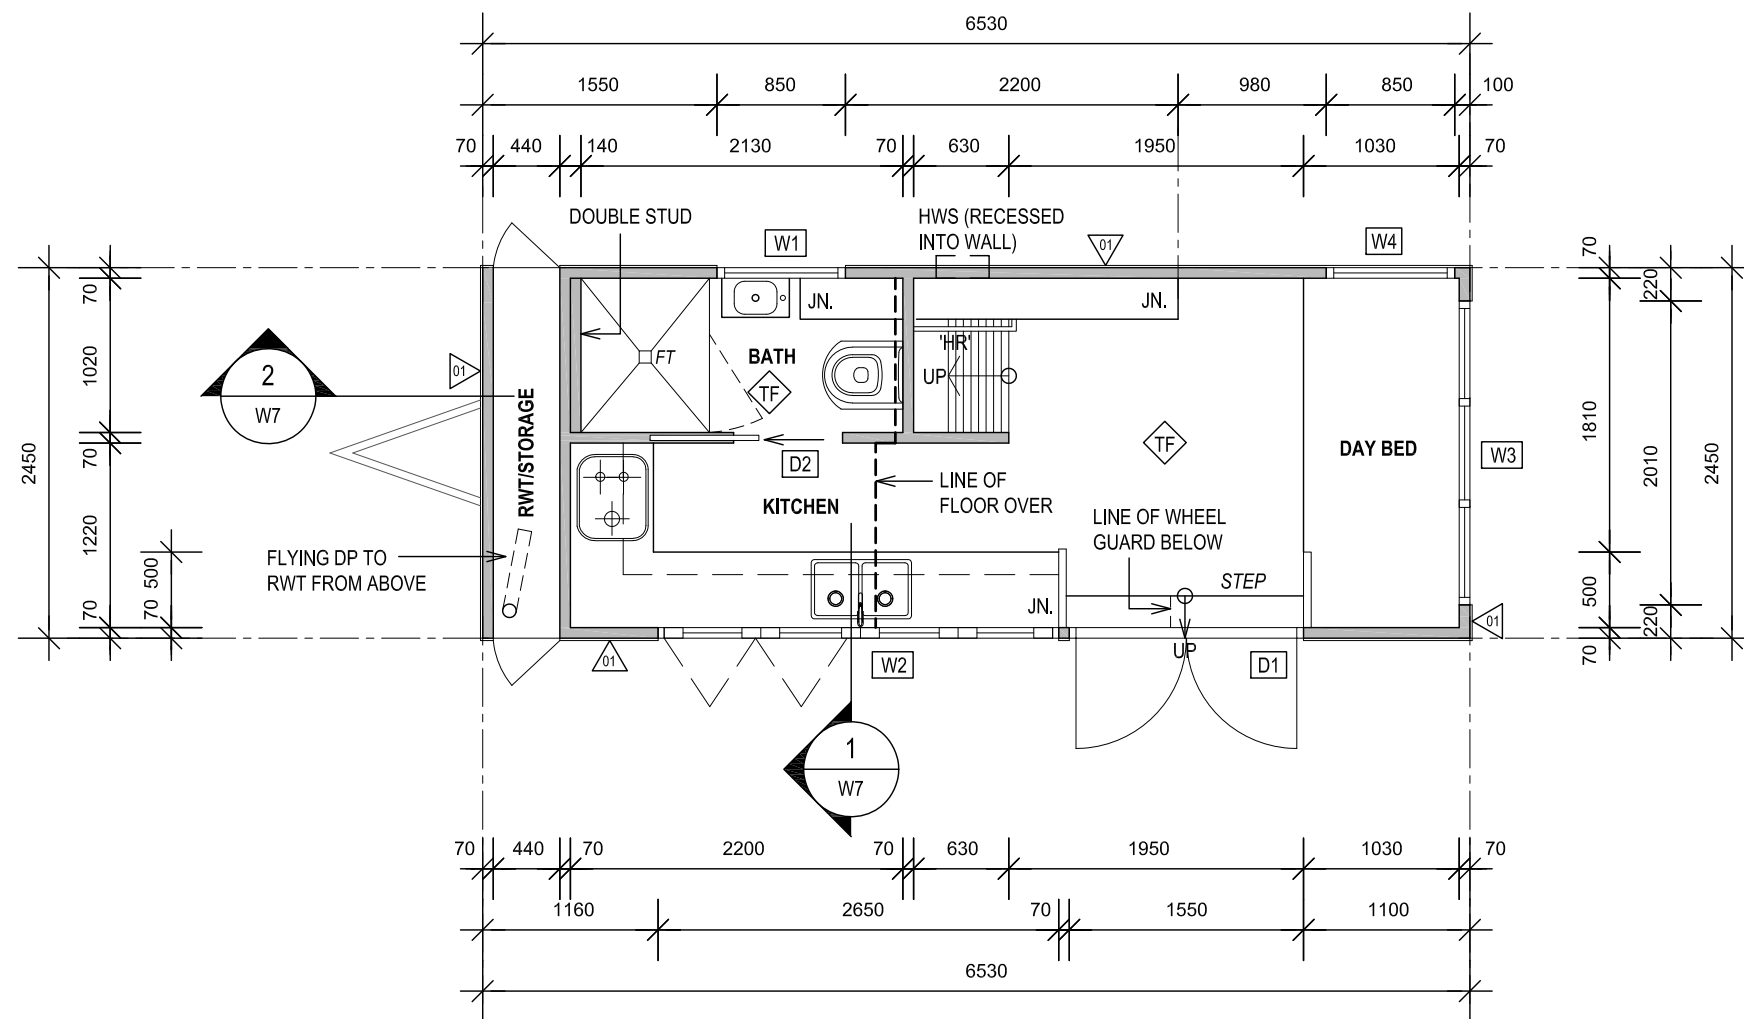 6530
1550 850 2200 980 850 100
70 440 140 2130 70 630 1950 1030 70
DOUBLE STUD
W1
HWS (RECESSED
INTO WALL)
01
W4
70
70
220
JN.
JN.
2
W7
01
1020
FT
BATH
TF
'HR'
UP
RWT/STORAGE
2450
70
D2
KITCHEN
LINE OF
FLOOR OVER
TF
DAY BED
W3
1810
2010
2450
LINE OF WHEEL
GUARD BELOW
1220
500
FLYING DP TO
RWT FROM ABOVE
STEP
JN.
500
70
70
220
70
01
01
W2
UP
D1
1
W7
70 440 70 2200 70 630 1950 1030 70
1160 2650 70 1550 1100
6530